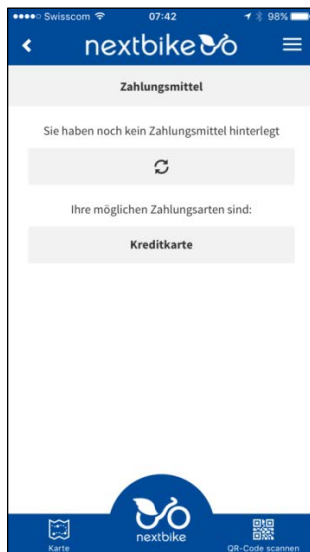 Swisscom 07:42 98%
nextbike
Zahlungsmittel
Sie haben noch kein Zahlungsmittel hinterlegt
Ihre möglichen Zahlungsarten sind:
Kreditkarte
nextbike
Karte
QR-Code scannen